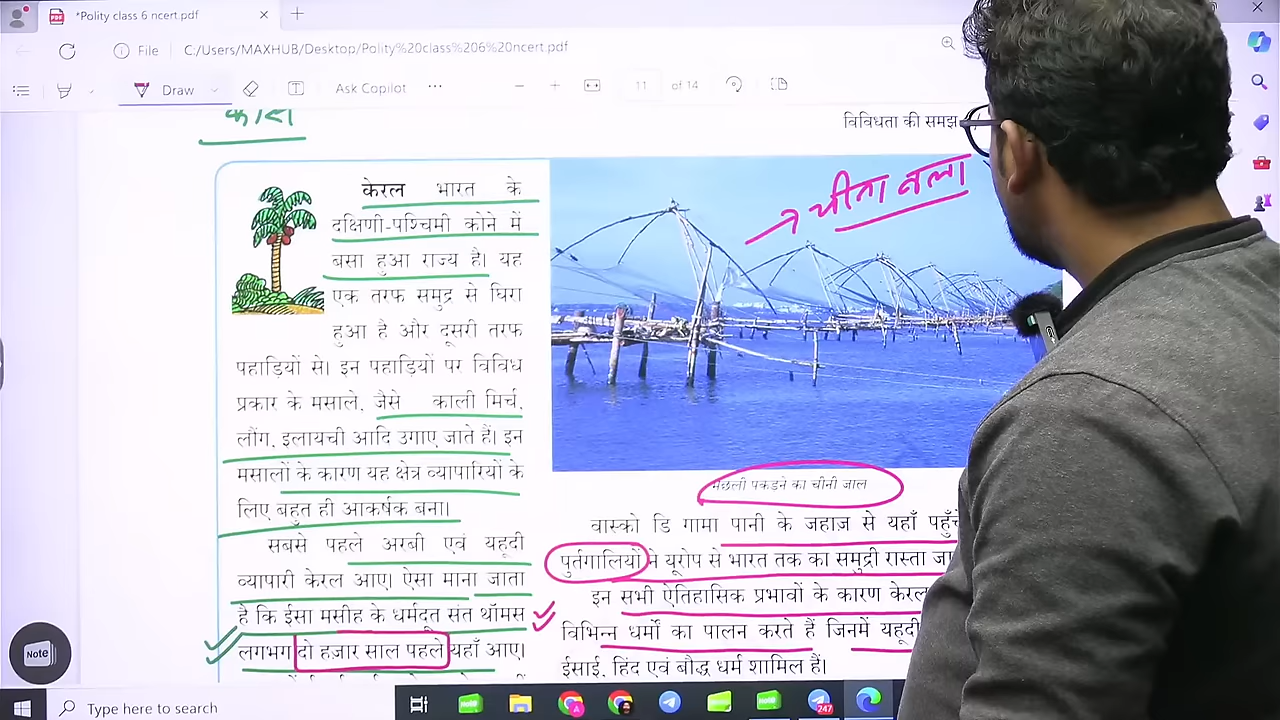 *Polity class 6 ncert.pdf
File
C:/Users/MAXHUB/Desktop/Polity%20class%206%20ncert.pdf
Draw
Ask Copilot
11 of 14
विविधता की समझ
केरल भारत के
दक्षिणी-पश्चिमी कोने में
बसा हुआ राज्य है। यह
एक तरफ समुद्र से घिरा
हुआ है और दूसरी तरफ
पहाड़ियों से। इन पहाड़ियों पर विविध
प्रकार के मसाले, जैसे काली मिर्च,
लौंग, इलायची आदि उगाए जाते हैं। इन
मसालों के कारण यह क्षेत्र व्यापारियों के
लिए बहुत ही आकर्षक बना।
सबसे पहले अरबी एवं यहूदी
व्यापारी केरल आए। ऐसा माना जाता
है कि ईसा मसीह के धर्मदूत संत थॉमस
लगभग दो हज़ार साल पहले यहाँ आए।
चीना वला
मछली पकड़ने का चीनी जाल
वास्को डि गामा पानी के जहाज़ से यहाँ
पुर्तगालियों ने यूरोप से भारत तक का समुद्री रास्ता
इन सभी ऐतिहासिक प्रभावों के कारण केरल
विभिन्न धर्मों का पालन करते हैं जिनमें यहूदी
ईसाई, हिंदू एवं बौद्ध धर्म शामिल हैं।
Note
Type here to search
Note
247